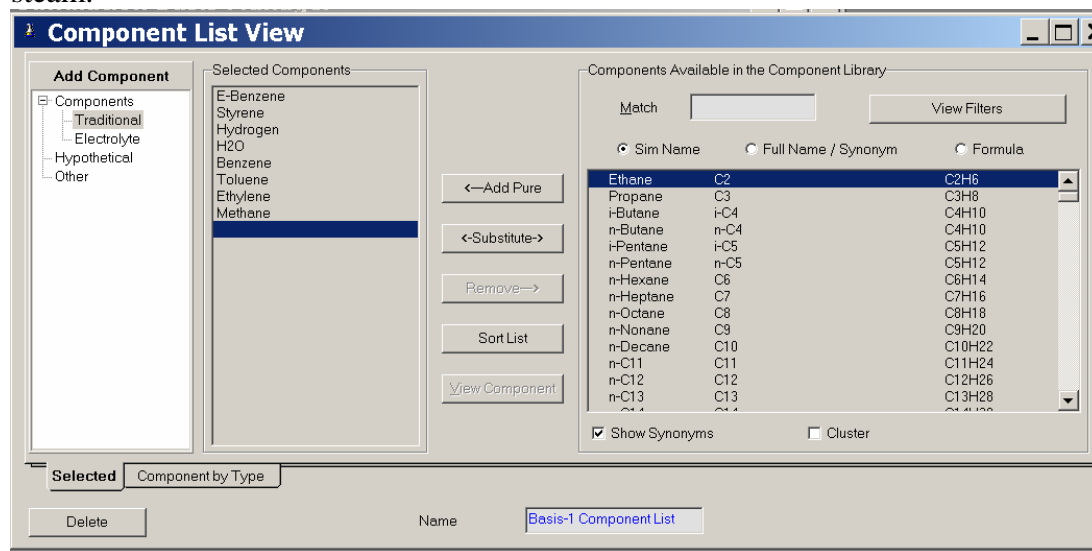 steam.
Component List View
Add Component
Components
Traditional
Electrolyte
Hypothetical
Other
Selected Components
E-Benzene
Styrene
Hydrogen
H2O
Benzene
Toluene
Ethylene
Methane
<—Add Pure
<-Substitute->
Remove—>
Sort List
View Component
Components Available in the Component Library
Match
View Filters
Sim Name Full Name / Synonym Formula
Ethane C2 C2H6
Propane C3 C3H8
i-Butane i-C4 C4H10
n-Butane n-C4 C4H10
i-Pentane i-C5 C5H12
n-Pentane n-C5 C5H12
n-Hexane C6 C6H14
n-Heptane C7 C7H16
n-Octane C8 C8H18
n-Nonane C9 C9H20
n-Decane C10 C10H22
n-C11 C11 C11H24
n-C12 C12 C12H26
n-C13 C13 C13H28
Show Synonyms Cluster
Selected Component by Type
Delete Name Basis-1 Component List